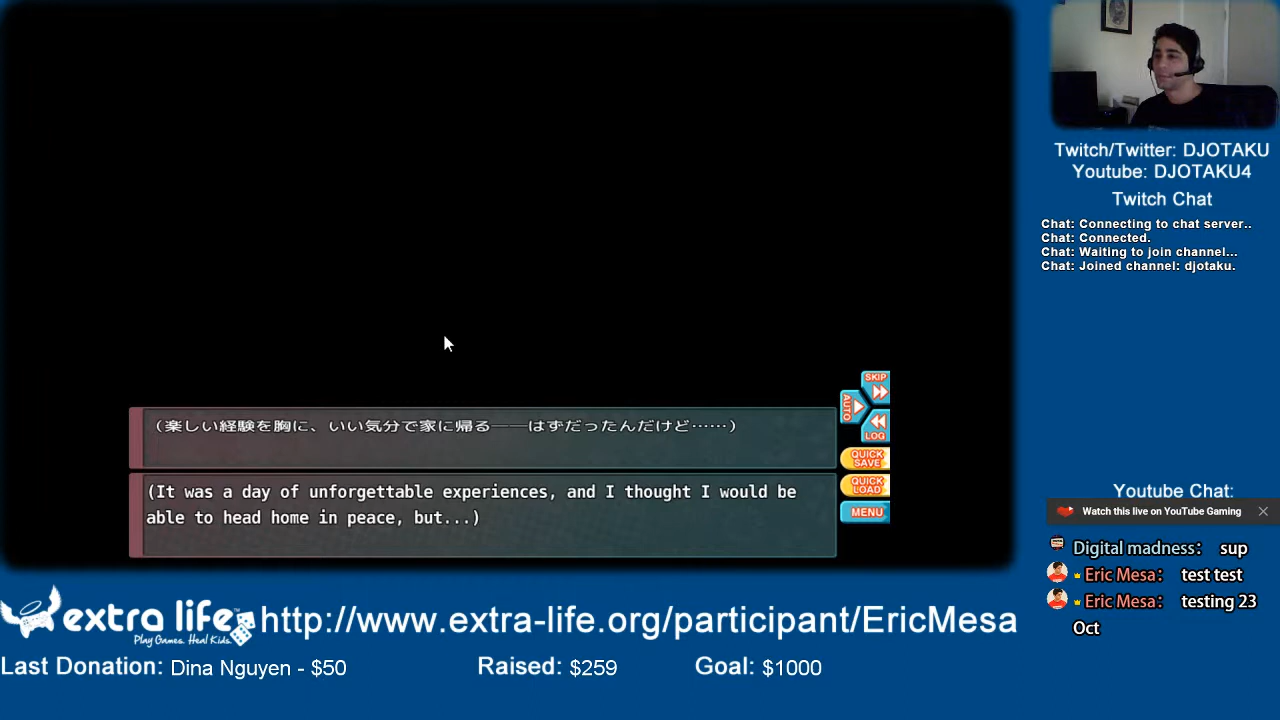 Twitch/Twitter: DJOTAKU
Youtube: DJOTAKU4
Twitch Chat
Chat: Connecting to chat server..
Chat: Connected.
Chat: Waiting to join channel...
Chat: Joined channel: djotaku.
SKIP
AUTO
LOG
QUICK
SAVE
QUICK
LOAD
MENU
（楽しい経験を胸に、いい気分で家に帰る──はずだったんだけど……）
(It was a day of unforgettable experiences, and I thought I would be
able to head home in peace, but...)
Youtube Chat:
Watch this live on YouTube Gaming
Digital madness: sup
Eric Mesa: test test
Eric Mesa: testing 23
Oct
extra life
Play Games. Heal Kids.
http://www.extra-life.org/participant/EricMesa
Last Donation: Dina Nguyen - $50
Raised: $259
Goal: $1000